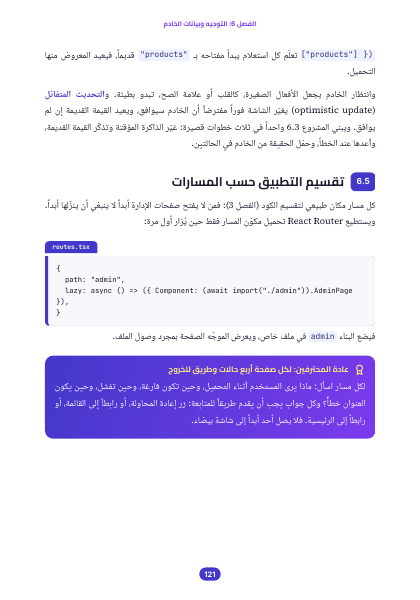 الفصل 6: التوجيه وبيانات الخادم
["products"] }) تعلّم كل استعلام يبدأ مفتاحه بـ "products" قديماً، فيعيد المعروض منها
التحميل.
وانتظار الخادم يجعل الأفعال الصغيرة، كالقلب أو علامة الصح، تبدو بطيئة. والتحديث المتفائل
(optimistic update) يغيّر الشاشة فوراً مفترضاً أن الخادم سيوافق، ويعيد القيمة القديمة إن لم
يوافق. ويبني المشروع 6.3 واحداً في ثلاث خطوات قصيرة: غيّر الذاكرة المؤقتة وتذكّر القيمة القديمة،
وأعدها عند الخطأ، وحمّل الحقيقة من الخادم في الحالتين.
6.5 تقسيم التطبيق حسب المسارات
كل مسار مكان طبيعي لتقسيم الكود (الفصل 3): فمن لا يفتح صفحات الإدارة أبداً لا ينبغي أن ينزّلها أبداً.
ويستطيع React Router تحميل مكوّن المسار فقط حين يُزار أول مرة:
routes.tsx
{
path: "admin",
lazy: async () => ({ Component: (await import("./admin")).AdminPage
}),
}
فيضع البناء admin في ملف خاص، ويعرض الموجّه الصفحة بمجرد وصول الملف.
عادة المحترفين: لكل صفحة أربع حالات وطريق للخروج
لكل مسار اسأل: ماذا يرى المستخدم أثناء التحميل، وحين تكون فارغة، وحين تفشل، وحين يكون
العنوان خطأً؟ وكل جواب يجب أن يقدم طريقاً للمتابعة: زر إعادة المحاولة، أو رابطاً إلى القائمة، أو
رابطاً إلى الرئيسية. فلا يصل أحد أبداً إلى شاشة بيضاء.
121